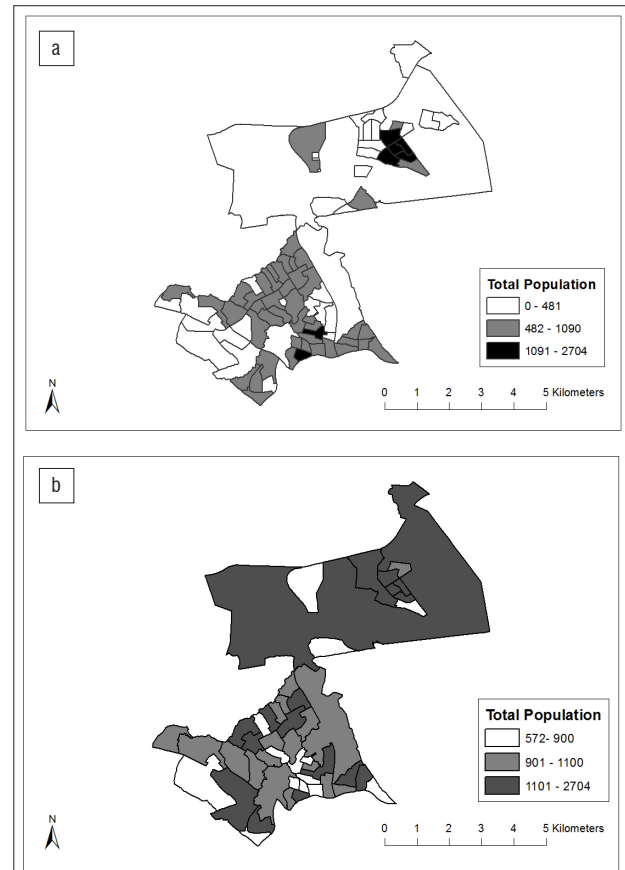 a
Total Population
0 - 481
482 - 1090
1091 - 2704
N
0 1 2 3 4 5 Kilometers
b
Total Population
572- 900
901 - 1100
1101 - 2704
N
0 1 2 3 4 5 Kilometers